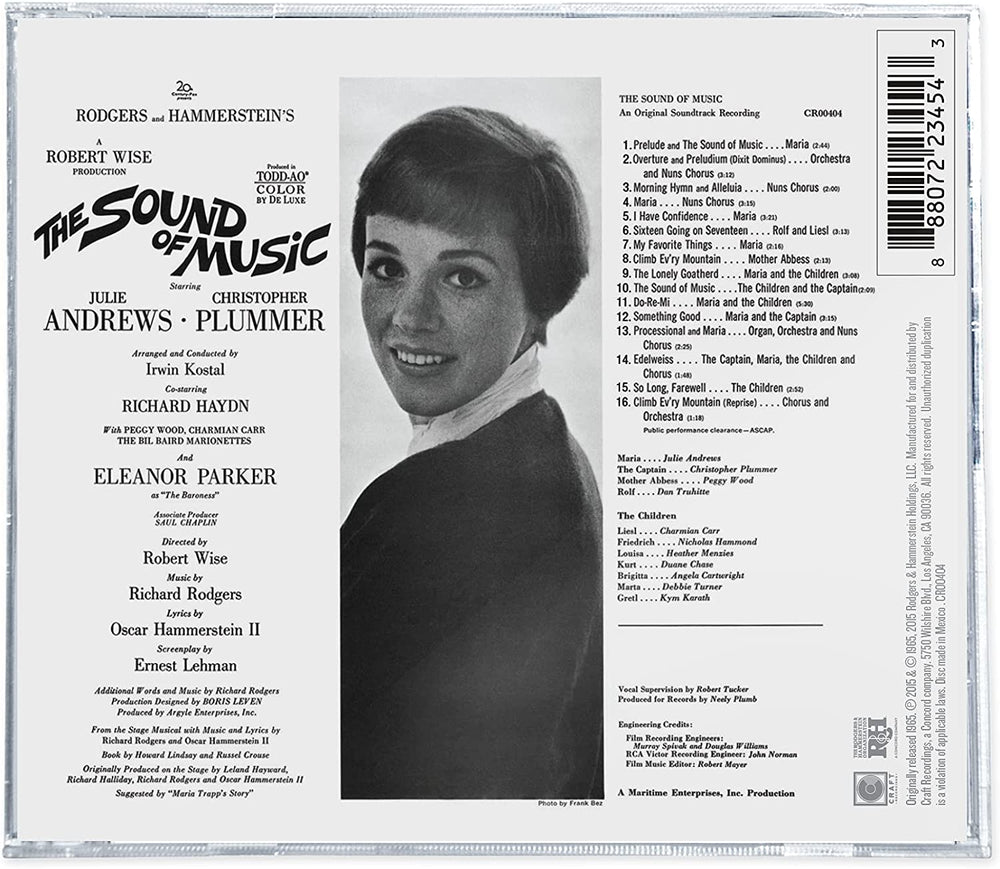 20
Century-Fox
presents
RODGERS and HAMMERSTEIN'S
A
ROBERT WISE
PRODUCTION
Produced in
TODD-AO®
COLOR
BY DE LUXE
THE SOUND
OF MUSIC
Starring
JULIE
ANDREWS ·
CHRISTOPHER
PLUMMER
Arranged and Conducted by
Irwin Kostal
Co-starring
RICHARD HAYDN
With PEGGY WOOD, CHARMIAN CARR
THE BIL BAIRD MARIONETTES
And
ELEANOR PARKER
as "The Baroness"
Associate Producer
SAUL CHAPLIN
Directed by
Robert Wise
Music by
Richard Rodgers
Lyrics by
Oscar Hammerstein II
Screenplay by
Ernest Lehman
Additional Words and Music by Richard Rodgers
Production Designed by BORIS LEVEN
Produced by Argyle Enterprises, Inc.
From the Stage Musical with Music and Lyrics by
Richard Rodgers and Oscar Hammerstein II
Book by Howard Lindsay and Russel Crouse
Originally Produced on the Stage by Leland Hayward,
Richard Halliday, Richard Rodgers and Oscar Hammerstein II
Suggested by "Maria Trapp's Story"
Photo by Frank Bez
THE SOUND OF MUSIC
An Original Soundtrack Recording CR00404
1. Prelude and The Sound of Music .... Maria (2:44)
2. Overture and Preludium (Dixit Dominus) .... Orchestra
and Nuns Chorus (3:12)
3. Morning Hymn and Alleluia .... Nuns Chorus (2:00)
4. Maria .... Nuns Chorus (3:15)
5. I Have Confidence .... Maria (3:21)
6. Sixteen Going on Seventeen .... Rolf and Liesl (3:13)
7. My Favorite Things .... Maria (2:16)
8. Climb Ev'ry Mountain .... Mother Abbess (2:13)
9. The Lonely Goatherd .... Maria and the Children (3:08)
10. The Sound of Music ....The Children and the Captain(2:09)
11. Do-Re-Mi .... Maria and the Children (5:30)
12. Something Good .... Maria and the Captain (3:15)
13. Processional and Maria .... Organ, Orchestra and Nuns
Chorus (2:25)
14. Edelweiss .... The Captain, Maria, the Children and
Chorus (1:48)
15. So Long, Farewell .... The Children (2:52)
16. Climb Ev'ry Mountain (Reprise) .... Chorus and
Orchestra (1:18)
Public performance clearance—ASCAP.
Maria .... Julie Andrews
The Captain .... Christopher Plummer
Mother Abbess .... Peggy Wood
Rolf .... Dan Truhitte
The Children
Liesl .... Charmian Carr
Friedrich .... Nicholas Hammond
Louisa .... Heather Menzies
Kurt .... Duane Chase
Brigitta .... Angela Cartwright
Marta .... Debbie Turner
Gretl .... Kym Karath
Vocal Supervision by Robert Tucker
Produced for Records by Neely Plumb
Engineering Credits:
Film Recording Engineers:
Murray Spivak and Douglas Williams
RCA Victor Recording Engineer: John Norman
Film Music Editor: Robert Mayer
A Maritime Enterprises, Inc. Production
8 88072 23454 3
THE RODGERS &
HAMMERSTEIN
ORGANIZATION
R&H
A CONCORD COMPANY
CRAFT
RECORDINGS
Originally released 1965. ℗ 2015 & © 1965, 2015 Rodgers & Hammerstein Holdings, LLC. Manufactured for and distributed by
Craft Recordings, a Concord company. 5750 Wilshire Blvd., Los Angeles, CA 90036. All rights reserved. Unauthorized duplication
is a violation of applicable laws. Disc made in Mexico. CR00404